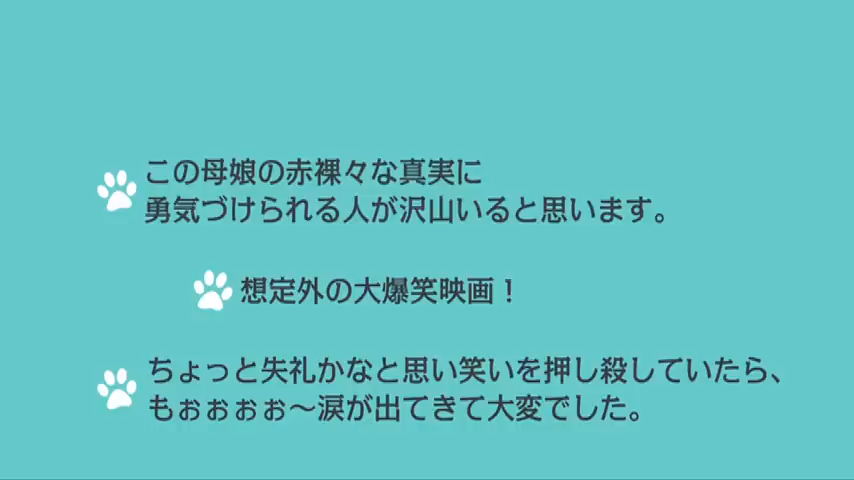 この母娘の赤裸々な真実に
勇気づけられる人が沢山いると思います。
想定外の大爆笑映画！
ちょっと失礼かなと思い笑いを押し殺していたら、
もぉぉぉぉ～涙が出てきて大変でした。